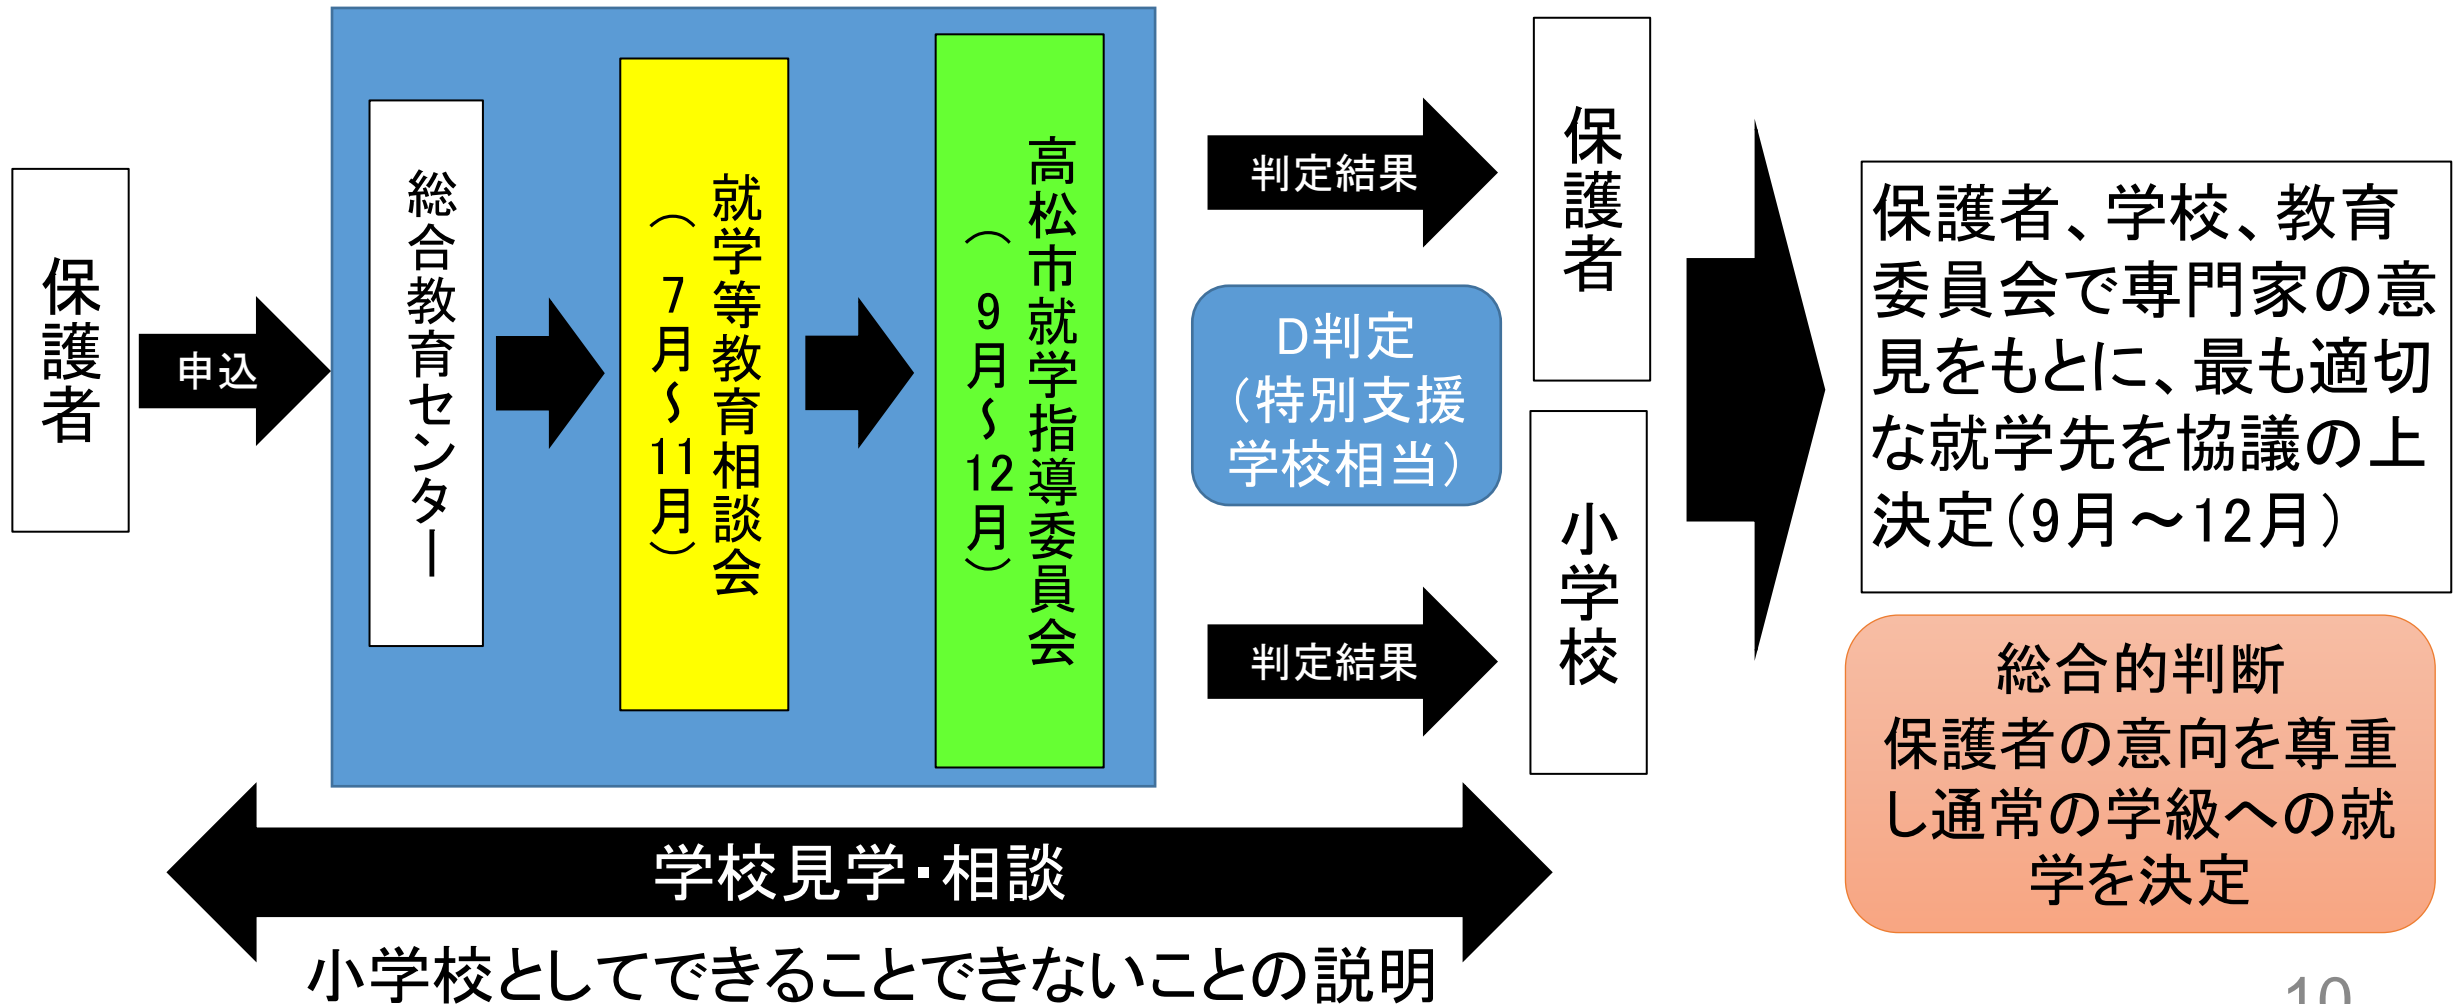 保護者
申込
総合教育センター
就学等教育相談会
（7月～11月）
高松市就学指導委員会
（9月～12月）
判定結果
D判定
（特別支援
学校相当）
判定結果
保護者
小学校
保護者、学校、教育
委員会で専門家の意
見をもとに、最も適切
な就学先を協議の上
決定（9月～12月）
総合的判断
保護者の意向を尊重
し通常の学級への就
学を決定
学校見学・相談
小学校としてできることできないことの説明
10